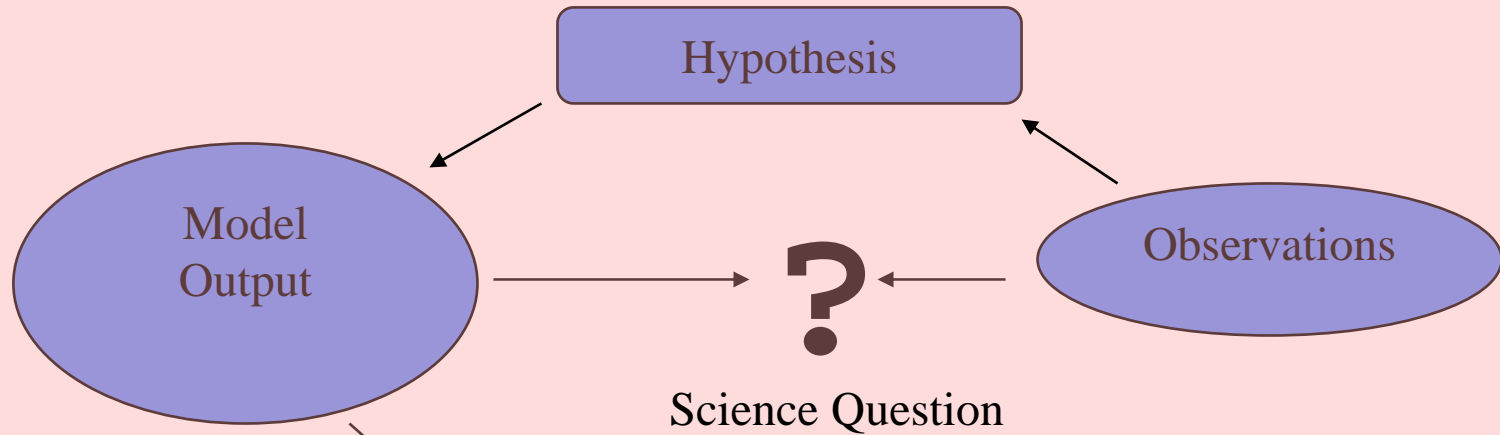 Hypothesis
Model
Output
?
Observations
Science Question